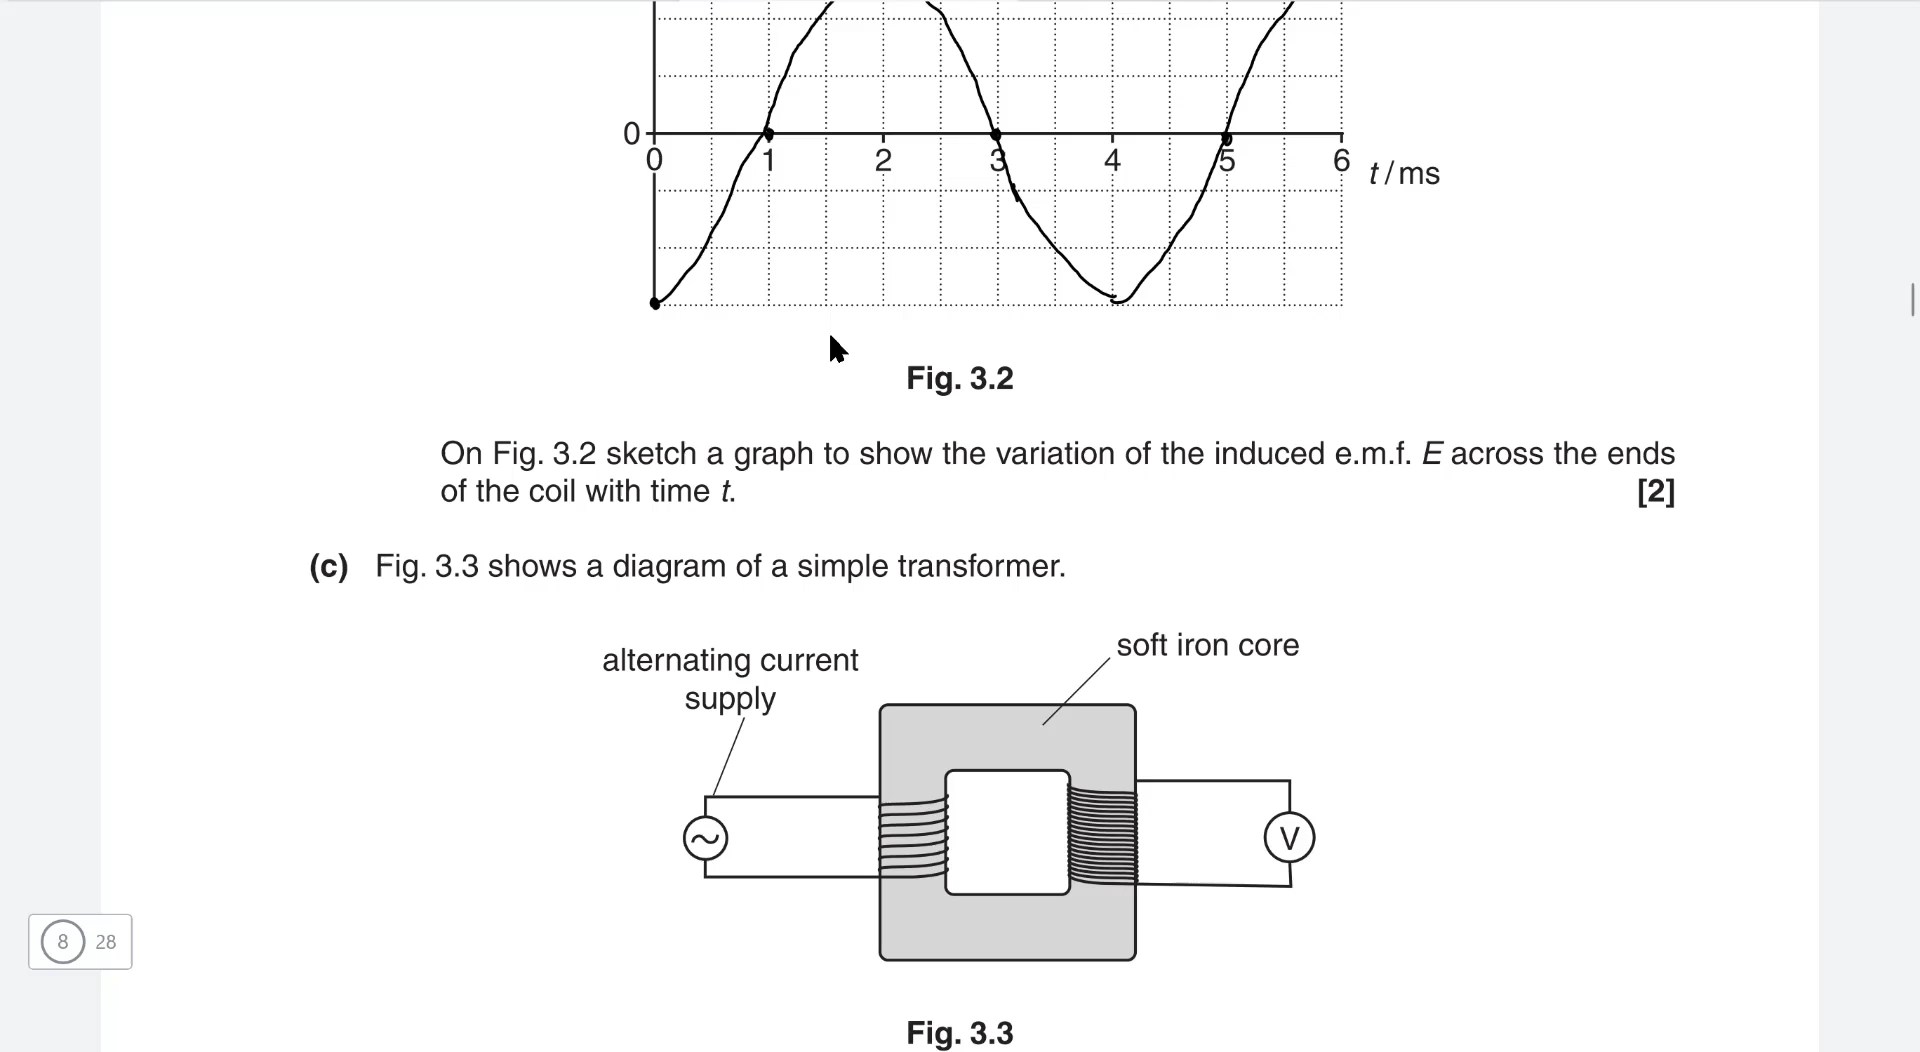 0
0 1 2 3 4 5 6 t / ms
Fig. 3.2
On Fig. 3.2 sketch a graph to show the variation of the induced e.m.f. E across the ends
of the coil with time t. [2]
(c) Fig. 3.3 shows a diagram of a simple transformer.
soft iron core
alternating current
supply
V
8 28
Fig. 3.3